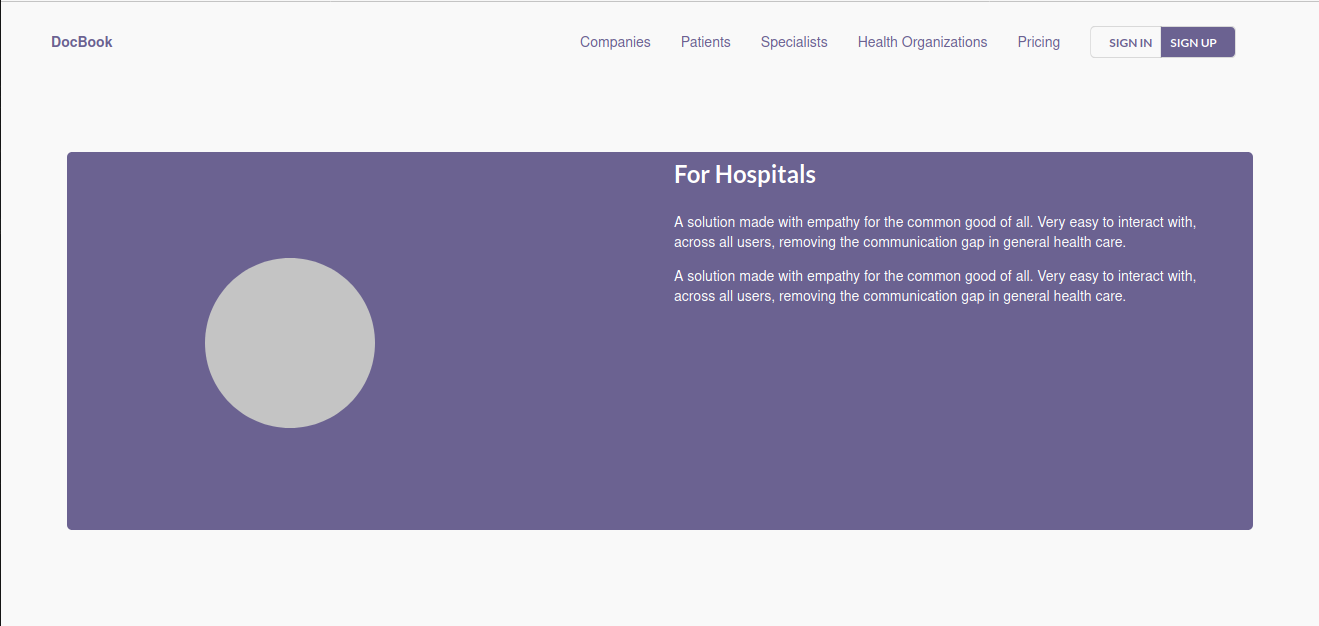 DocBook
Companies Patients Specialists Health Organizations Pricing SIGN IN SIGN UP
For Hospitals
A solution made with empathy for the common good of all. Very easy to interact with,
across all users, removing the communication gap in general health care.
A solution made with empathy for the common good of all. Very easy to interact with,
across all users, removing the communication gap in general health care.